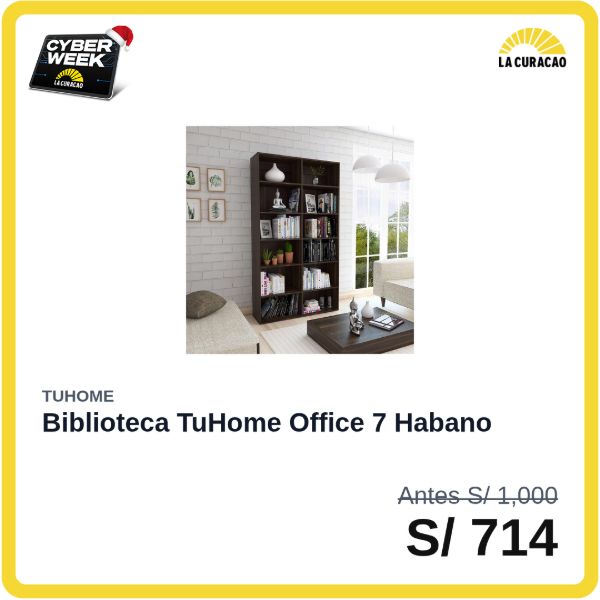 CYBER
WEEK
LA CURACAO
LA CURACAO
TUHOME
Biblioteca TuHome Office 7 Habano
Antes S/ 1,000
S/ 714